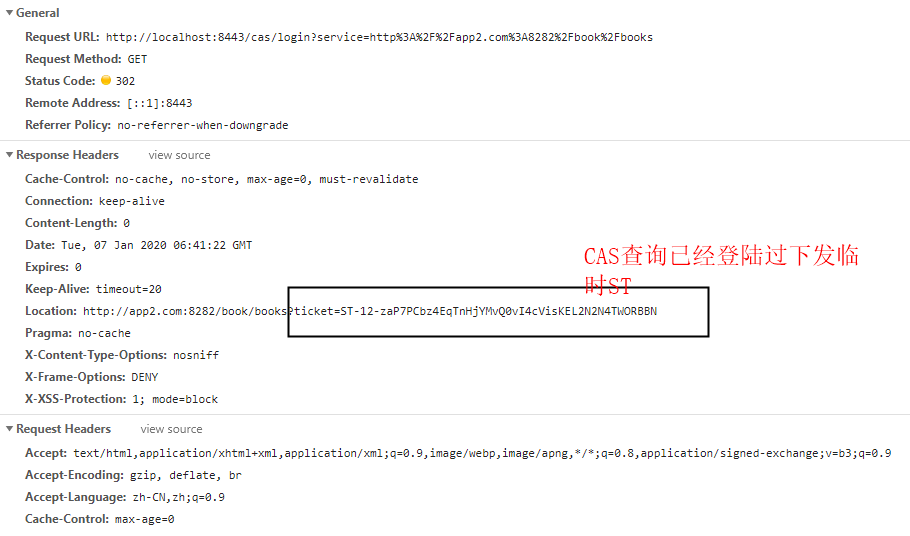 General
Request URL: http://localhost:8443/cas/login?service=http%3A%2F%2Fapp2.com%3A8282%2Fbook%2Fbooks
Request Method: GET
Status Code: 302
Remote Address: [::1]:8443
Referrer Policy: no-referrer-when-downgrade
Response Headers view source
Cache-Control: no-cache, no-store, max-age=0, must-revalidate
Connection: keep-alive
Content-Length: 0
Date: Tue, 07 Jan 2020 06:41:22 GMT
CAS查询已经登陆过下发临
时ST
Expires: 0
Keep-Alive: timeout=20
Location: http://app2.com:8282/book/books?ticket=ST-12-zaP7PCbz4EqTnHjYMvQ0vI4cVisKEL2N2N4TWORBBN
Pragma: no-cache
X-Content-Type-Options: nosniff
X-Frame-Options: DENY
X-XSS-Protection: 1; mode=block
Request Headers view source
Accept: text/html,application/xhtml+xml,application/xml;q=0.9,image/webp,image/apng,*/*;q=0.8,application/signed-exchange;v=b3;q=0.9
Accept-Encoding: gzip, deflate, br
Accept-Language: zh-CN,zh;q=0.9
Cache-Control: max-age=0